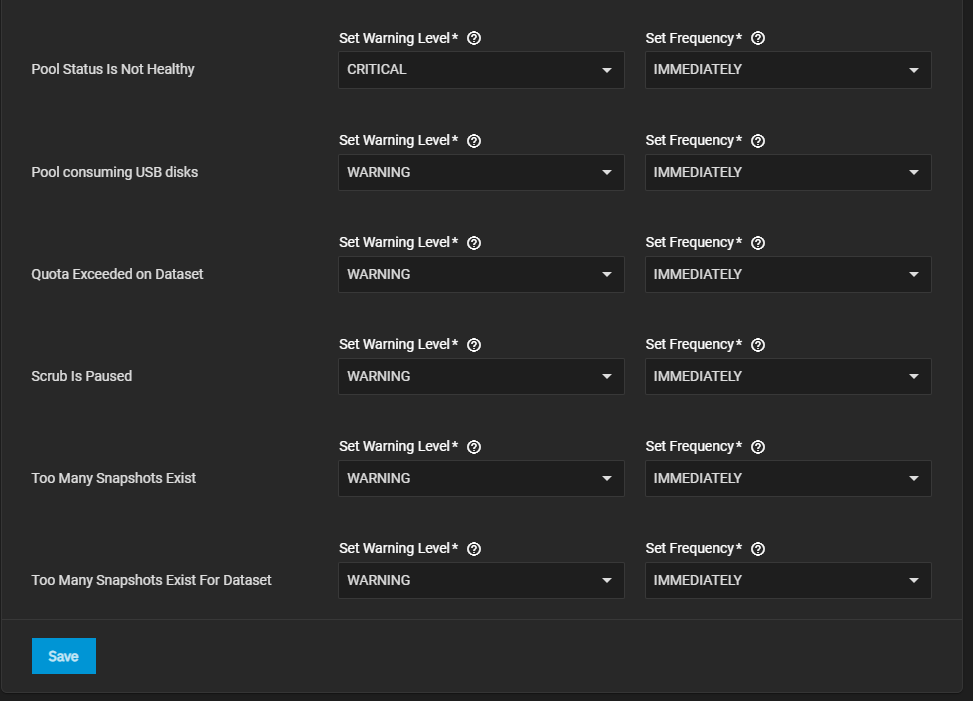 Set Warning Level* Set Frequency*
Pool Status Is Not Healthy CRITICAL IMMEDIATELY
Set Warning Level* Set Frequency*
Pool consuming USB disks WARNING IMMEDIATELY
Set Warning Level* Set Frequency*
Quota Exceeded on Dataset WARNING IMMEDIATELY
Set Warning Level* Set Frequency*
Scrub Is Paused WARNING IMMEDIATELY
Set Warning Level* Set Frequency*
Too Many Snapshots Exist WARNING IMMEDIATELY
Set Warning Level* Set Frequency*
Too Many Snapshots Exist For Dataset WARNING IMMEDIATELY
Save